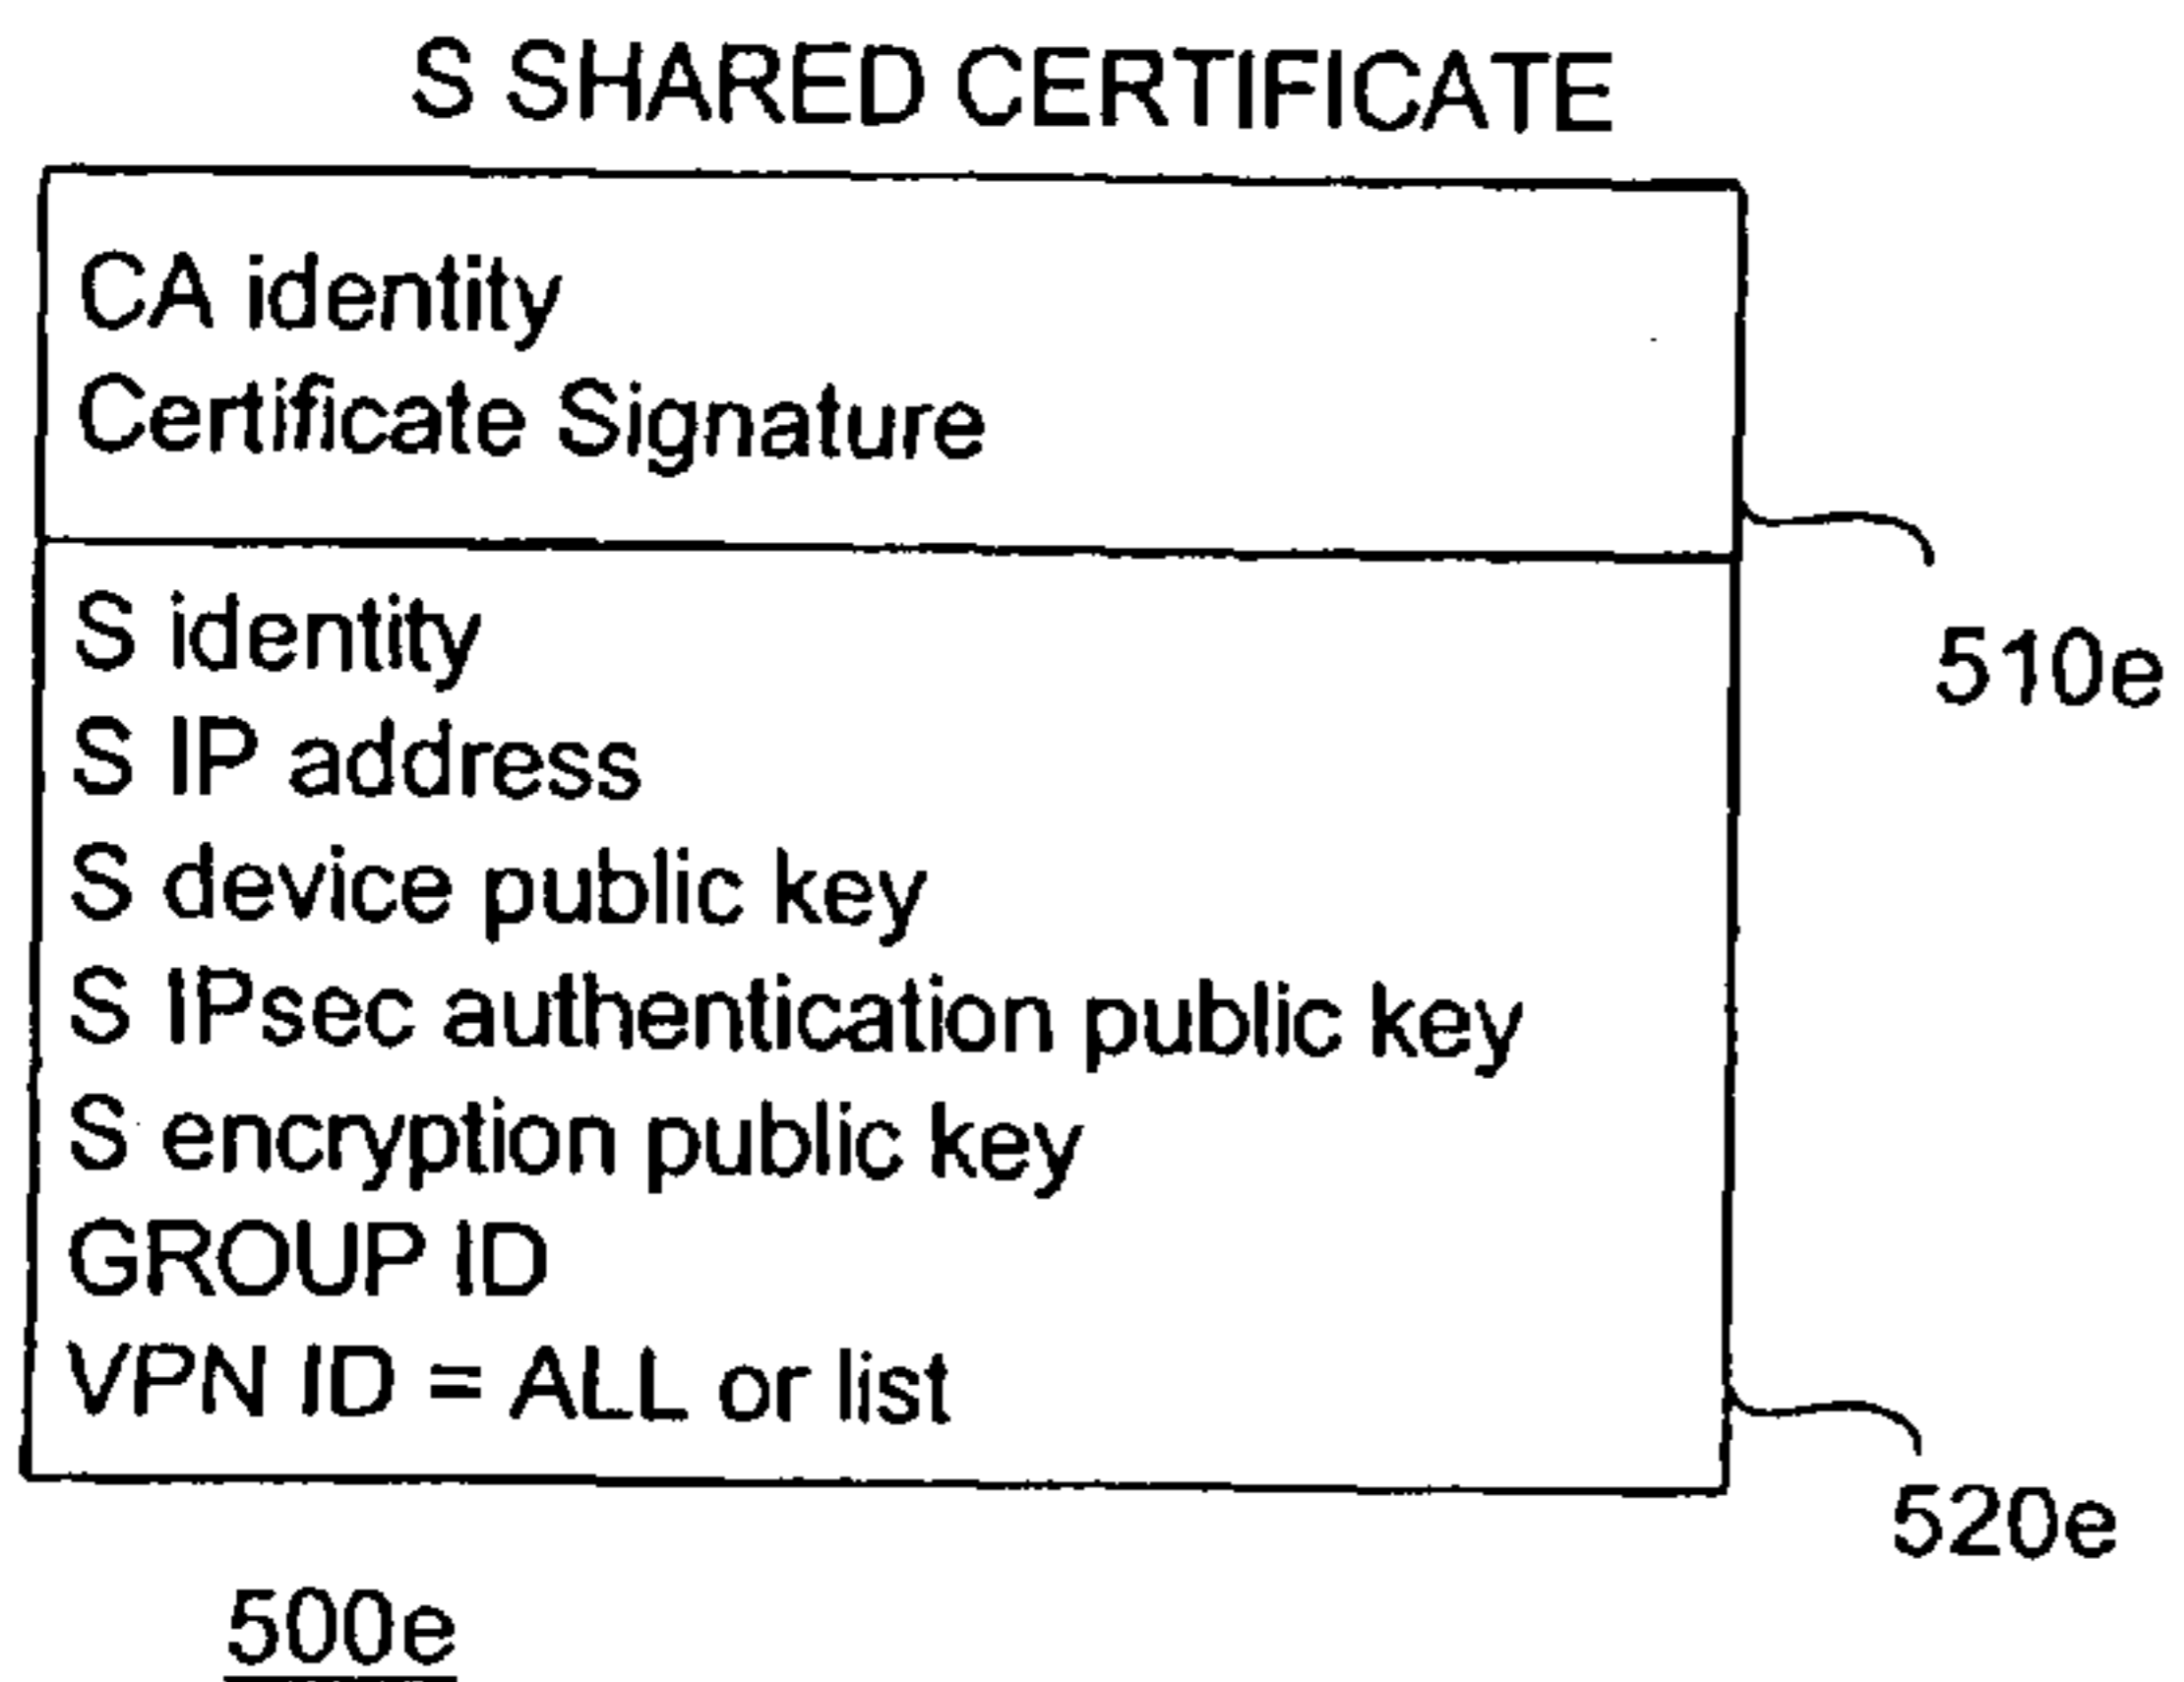 S SHARED CERTIFICATE
CA identity
Certificate Signature
510e
S identity
S IP address
S device public key
S IPsec authentication public key
S encryption public key
GROUP ID
VPN ID = ALL or list
520e
500e